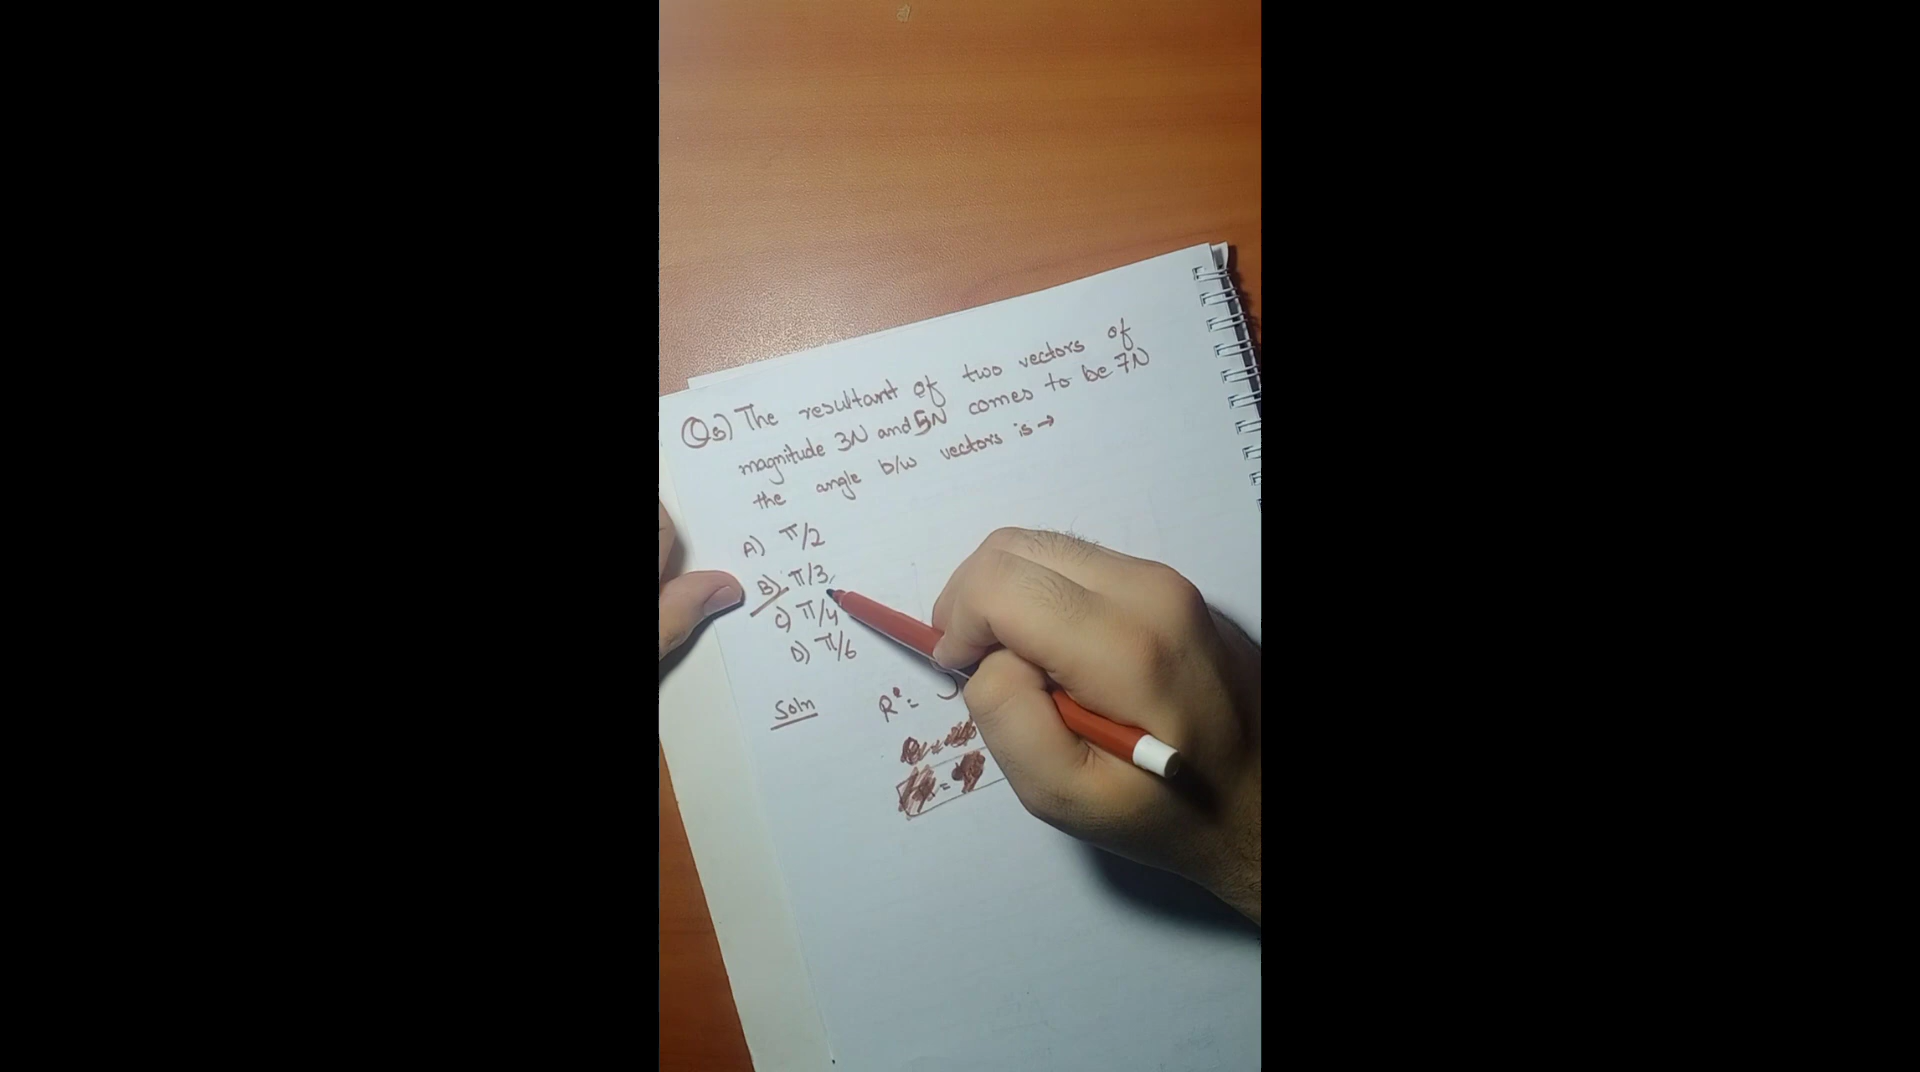 Q3) The resultant of two vectors of
magnitude 3N and 5N comes to be 7N
the angle b/w vectors is →
A) π/2
B) π/3
C) π/4
D) π/6
Soln
R² =